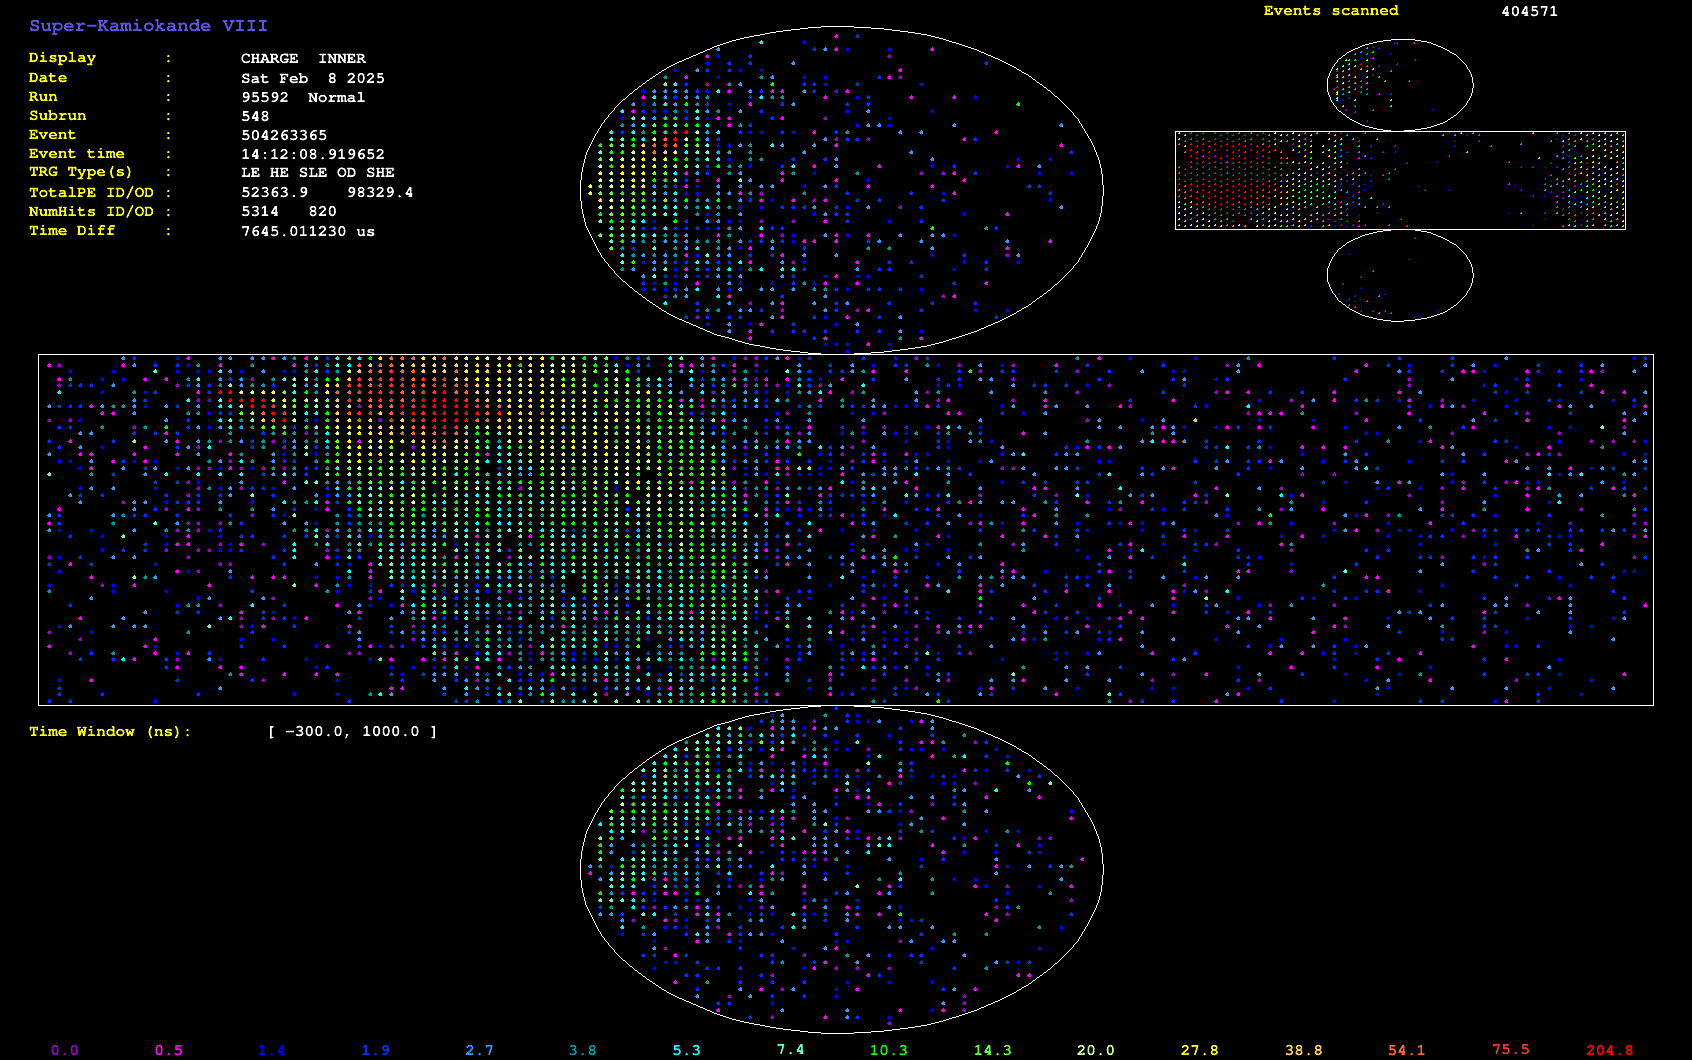 Super-Kamiokande VIII
Events scanned 404571
Display : CHARGE INNER
Date : Sat Feb 8 2025
Run : 95592 Normal
Subrun : 548
Event : 504263365
Event time : 14:12:08.919652
TRG Type(s) : LE HE SLE OD SHE
TotalPE ID/OD : 52363.9 98329.4
NumHits ID/OD : 5314 820
Time Diff : 7645.011230 us
Time Window (ns): [ -300.0, 1000.0 ]
0.0 0.5 1.4 1.9 2.7 3.8 5.3 7.4 10.3 14.3 20.0 27.8 38.8 54.1 75.5 204.8